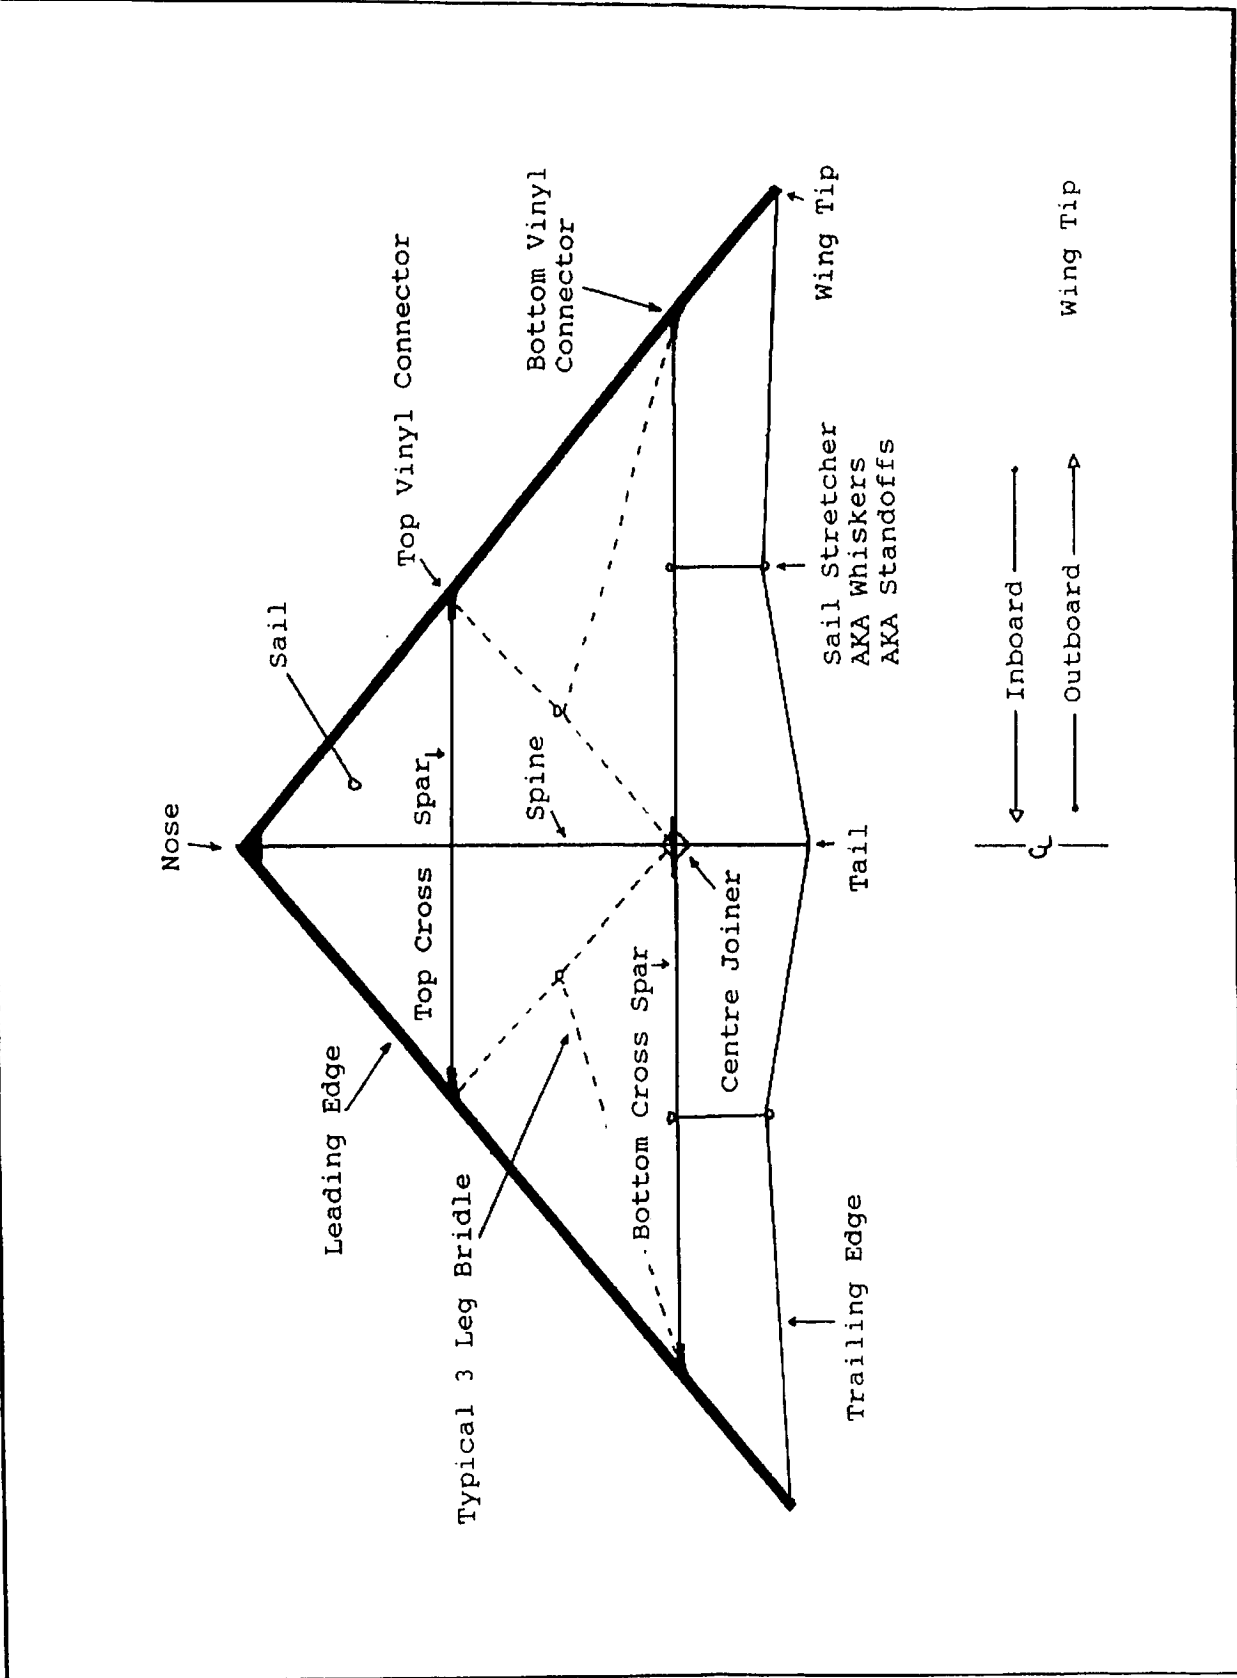 Nose
Sail
Leading Edge
Top Vinyl Connector
Top Cross Spar
Spine
Bottom Vinyl
Connector
Typical 3 Leg Bridle
Bottom Cross Spar
Centre Joiner
Wing Tip
Tail
Trailing Edge
Sail Stretcher
AKA Whiskers
AKA Standoffs
CL
Inboard
Outboard
Wing Tip